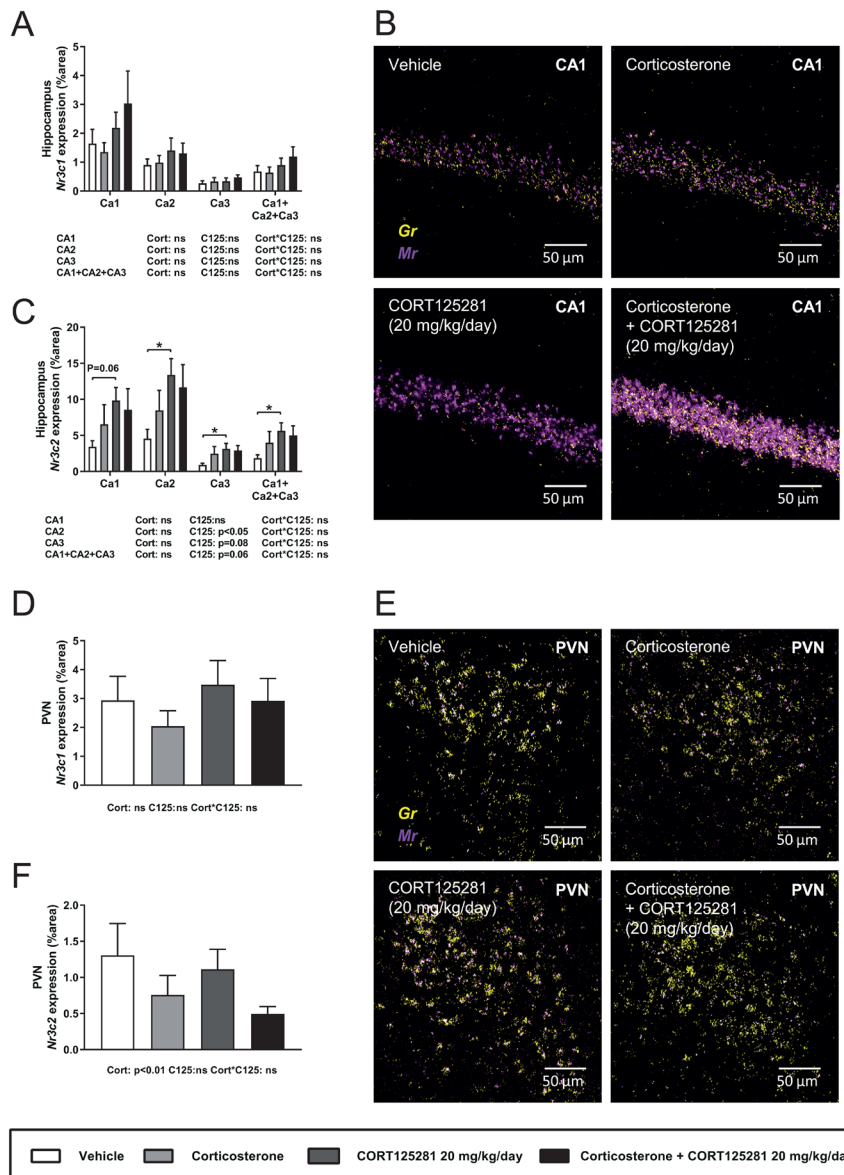 A
Hippocampus
Nr3c1 expression (%area)
5
4
3
2
1
0
Ca1
Ca2
Ca3
Ca1+
Ca2+Ca3
CA1 Cort: ns C125:ns Cort*C125: ns
CA2 Cort: ns C125:ns Cort*C125: ns
CA3 Cort: ns C125:ns Cort*C125: ns
CA1+CA2+CA3 Cort: ns C125:ns Cort*C125: ns
B
Vehicle CA1
Gr
Mr
50 µm
Corticosterone CA1
50 µm
CORT125281 CA1
(20 mg/kg/day)
50 µm
Corticosterone CA1
+ CORT125281
(20 mg/kg/day)
50 µm
C
Hippocampus
Nr3c2 expression (%area)
20
15
10
5
0
P=0.06
*
*
*
Ca1
Ca2
Ca3
Ca1+
Ca2+Ca3
CA1 Cort: ns C125:ns Cort*C125: ns
CA2 Cort: ns C125: p<0.05 Cort*C125: ns
CA3 Cort: ns C125: p=0.08 Cort*C125: ns
CA1+CA2+CA3 Cort: ns C125: p=0.06 Cort*C125: ns
D
PVN
Nr3c1 expression (%area)
5
4
3
2
1
0
Cort: ns C125:ns Cort*C125: ns
E
Vehicle PVN
Gr
Mr
50 µm
Corticosterone PVN
50 µm
CORT125281 PVN
(20 mg/kg/day)
50 µm
Corticosterone PVN
+ CORT125281
(20 mg/kg/day)
50 µm
F
PVN
Nr3c2 expression (%area)
2.0
1.5
1.0
0.5
0.0
Cort: p<0.01 C125:ns Cort*C125: ns
Vehicle Corticosterone CORT125281 20 mg/kg/day Corticosterone + CORT125281 20 mg/kg/da